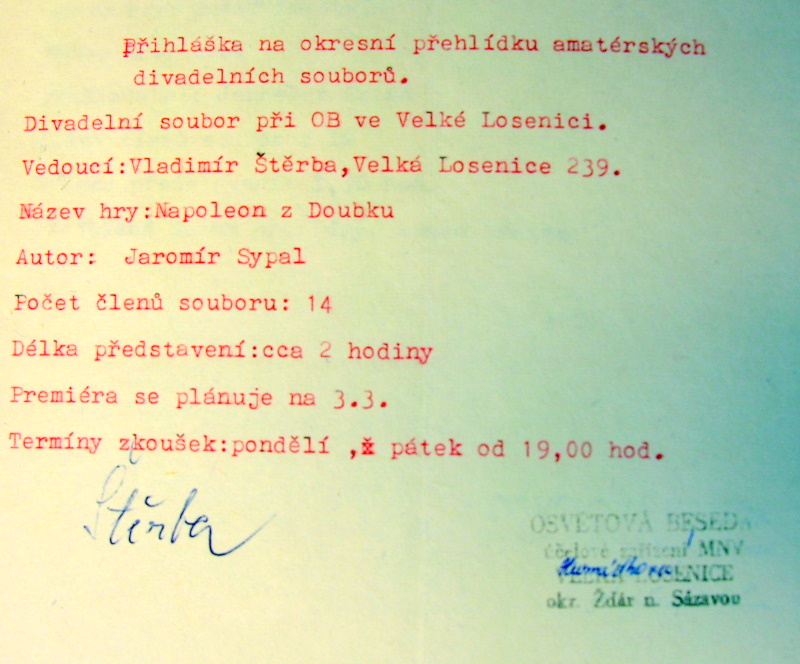 Přihláška na okresní přehlídku amatérských
divadelních souborů.
Divadelní soubor při OB ve Velké Losenici.
Vedoucí:Vladimír Štěrba,Velká Losenice 239.
Název hry:Napoleon z Doubku
Autor: Jaromír Sypal
Počet členů souboru: 14
Délka představení:cca 2 hodiny
Premiéra se plánuje na 3.3.
Termíny zkoušek:pondělí , pátek od 19,00 hod.
Štěrba
OSVĚTOVÁ BESEDA
účelové zařízení MNV
VELKÁ LOSENICE
okr. Žďár n. Sázavou